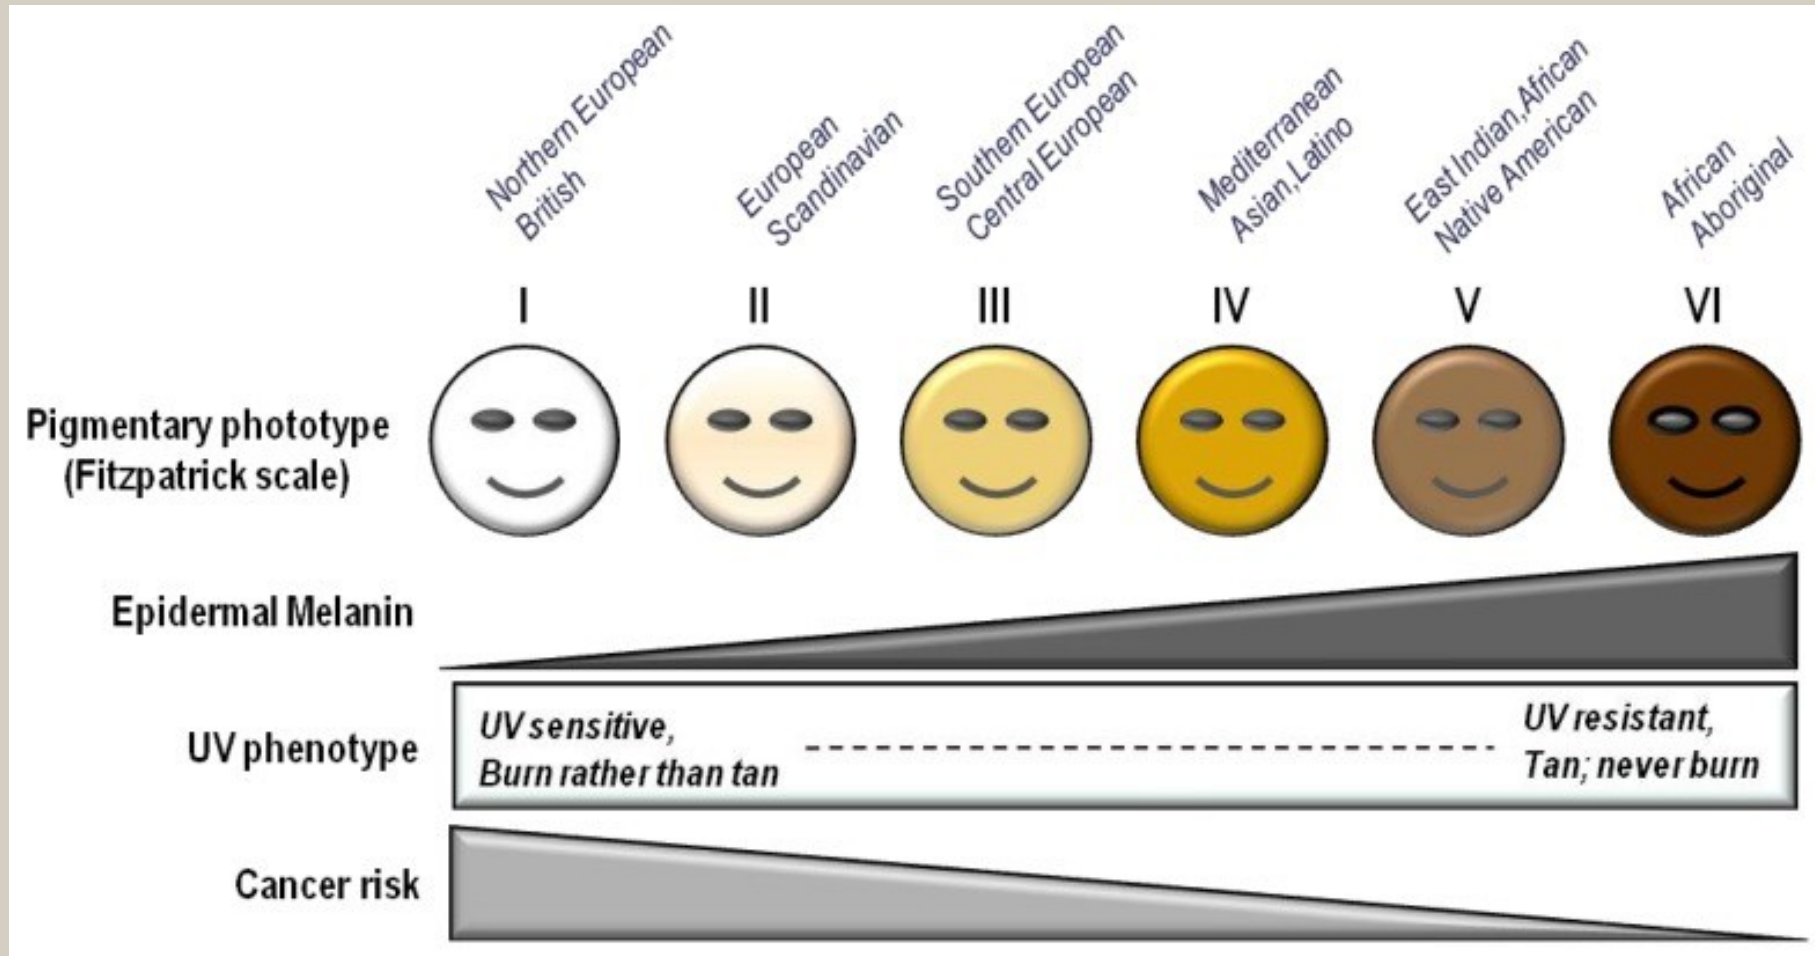 Northern European
British
European
Scandinavian
Southern European
Central European
Mediterranean
Asian,Latino
East Indian,African
Native American
African
Aboriginal
I II III IV V VI
Pigmentary phototype
(Fitzpatrick scale)
Epidermal Melanin
UV phenotype
UV sensitive,
Burn rather than tan
UV resistant,
Tan; never burn
Cancer risk